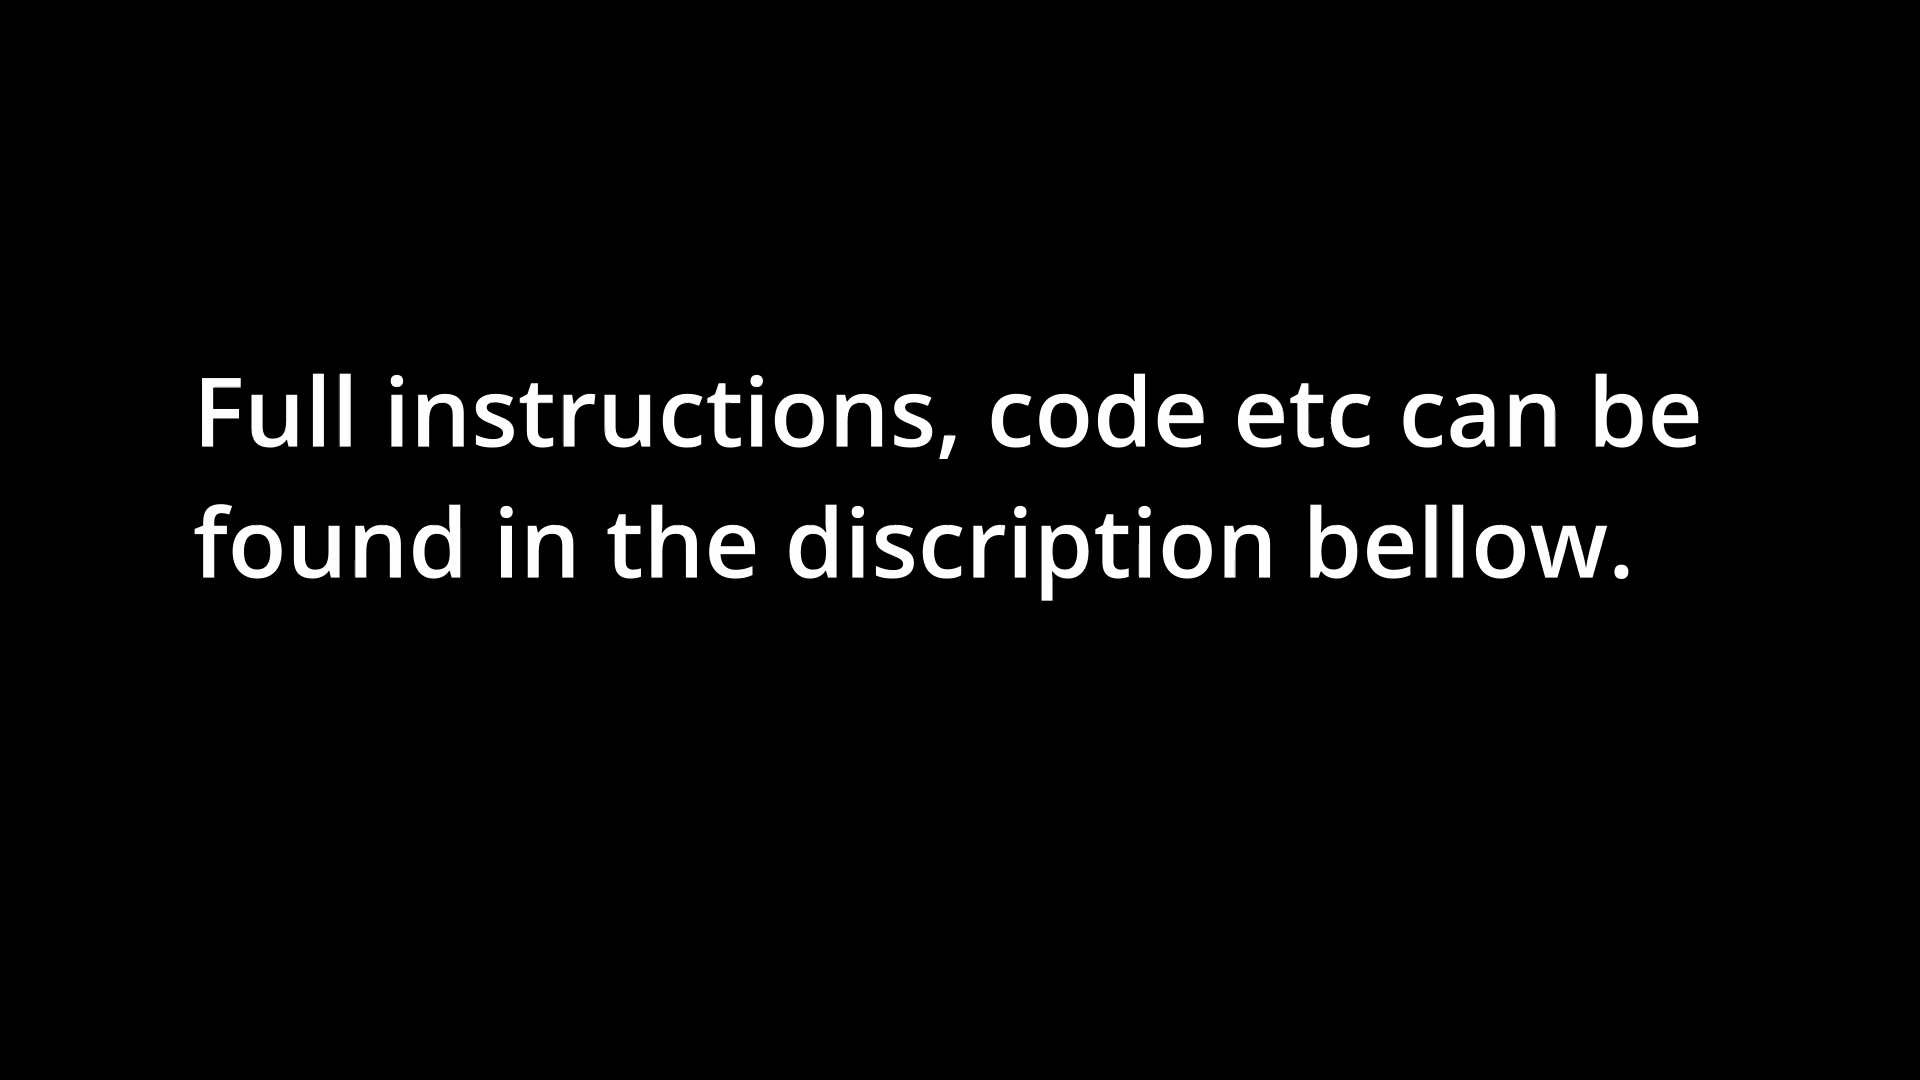 Full instructions, code etc can be
found in the discription bellow.